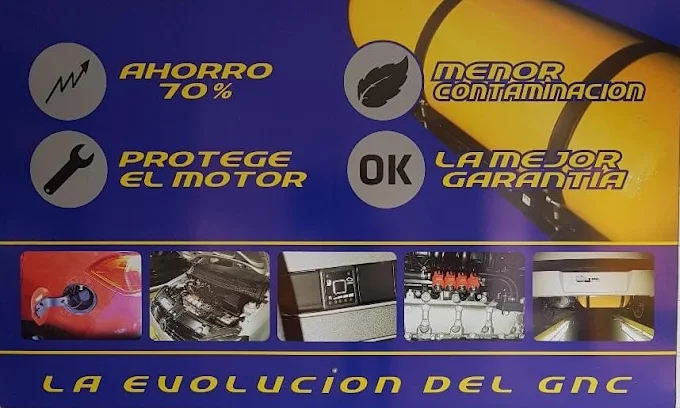 AHORRO
70%
MENOR
CONTAMINACION
PROTEGE
EL MOTOR
OK
LA MEJOR
GARANTIA
LA EVOLUCION DEL GNC